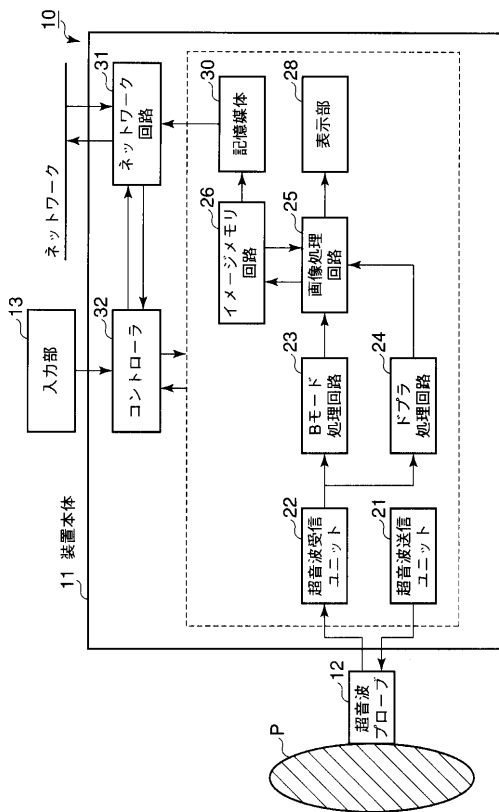 10
ネットワーク
13
入力部
32
コントローラ
31
ネットワーク
回路
11 装置本体
26
イメージメモリ
回路
30
記憶媒体
22
超音波受信
ユニット
23
Bモード
処理回路
25
画像処理
回路
28
表示部
21
超音波送信
ユニット
24
ドプラ
処理回路
12
超音波
プローブ
P